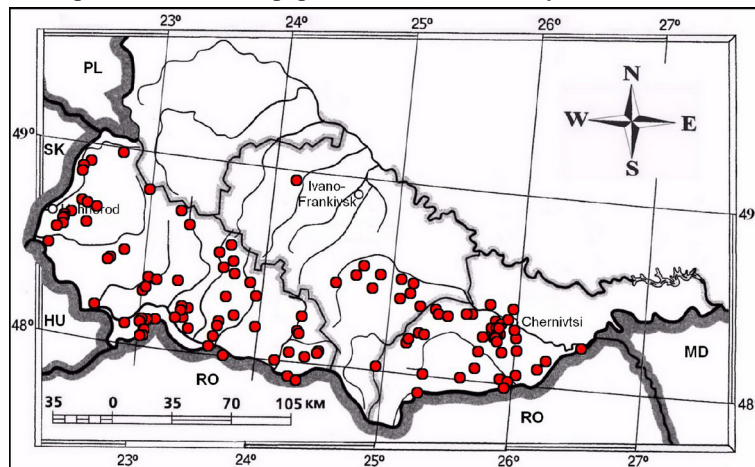 23°
24°
25°
26°
27°
PL
N
W
E
S
49°
SK
Ivano-
Frankivsk
49
48°
HU
Chernivtsi
MD
RO
35
0
35
70
105 км
RO
48
23°
24°
25°
26°
27°